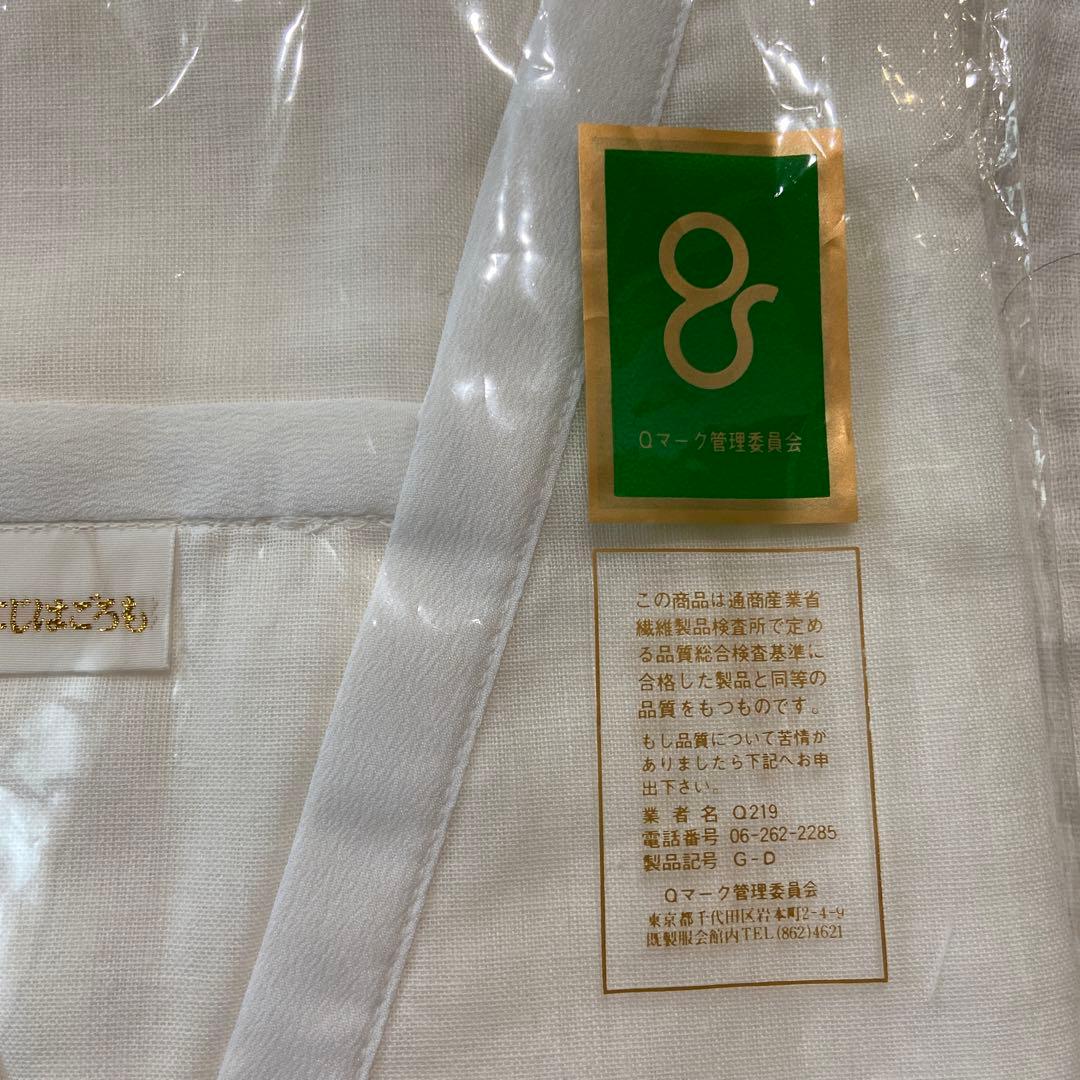 Qマーク管理委員会
この商品は通商産業省
繊維製品検査所で定め
る品質総合検査基準に
合格した製品と同等の
品質をもつものです。
もし品質について苦情が
ありましたら下記へお申
出下さい。
業者名 Q219
電話番号 06-262-2285
製品記号 G-D
Qマーク管理委員会
東京都千代田区岩本町2-4-9
既製服会館内TEL(862)4621
じはごろも